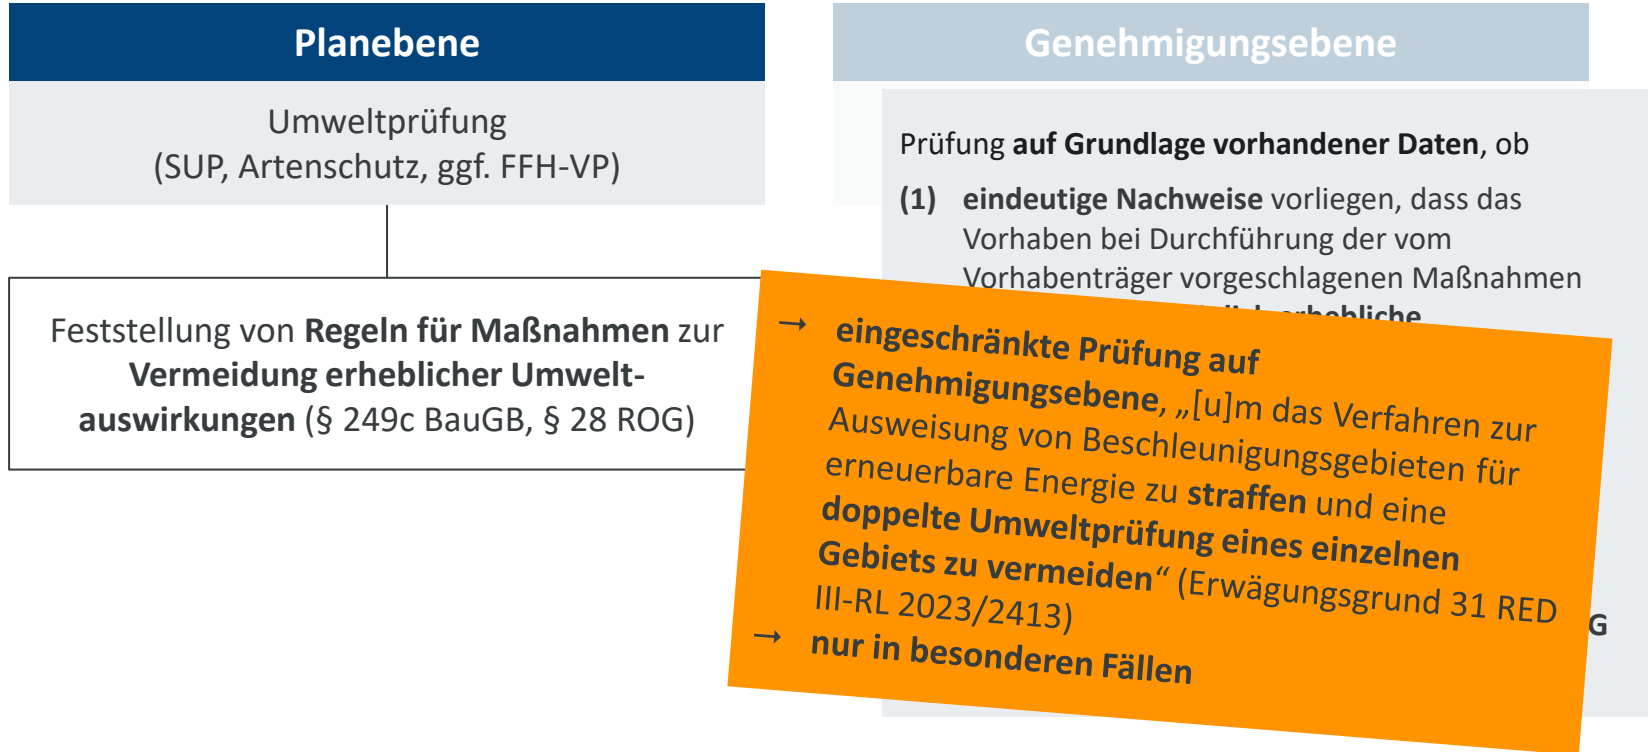 Planebene
Umweltprüfung
(SUP, Artenschutz, ggf. FFH-VP)
Feststellung von Regeln für Maßnahmen zur
Vermeidung erheblicher Umwelt-
auswirkungen (§ 249c BauGB, § 28 ROG)
Genehmigungsebene
Prüfung auf Grundlage vorhandener Daten, ob
(1) eindeutige Nachweise vorliegen, dass das
Vorhaben bei Durchführung der vom
Vorhabenträger vorgeschlagenen Maßnahmen
erhebliche
→ eingeschränkte Prüfung auf
Genehmigungsebene, „[u]m das Verfahren zur
Ausweisung von Beschleunigungsgebieten für
erneuerbare Energie zu straffen und eine
doppelte Umweltprüfung eines einzelnen
Gebiets zu vermeiden“ (Erwägungsgrund 31 RED
III-RL 2023/2413)
→ nur in besonderen Fällen
G